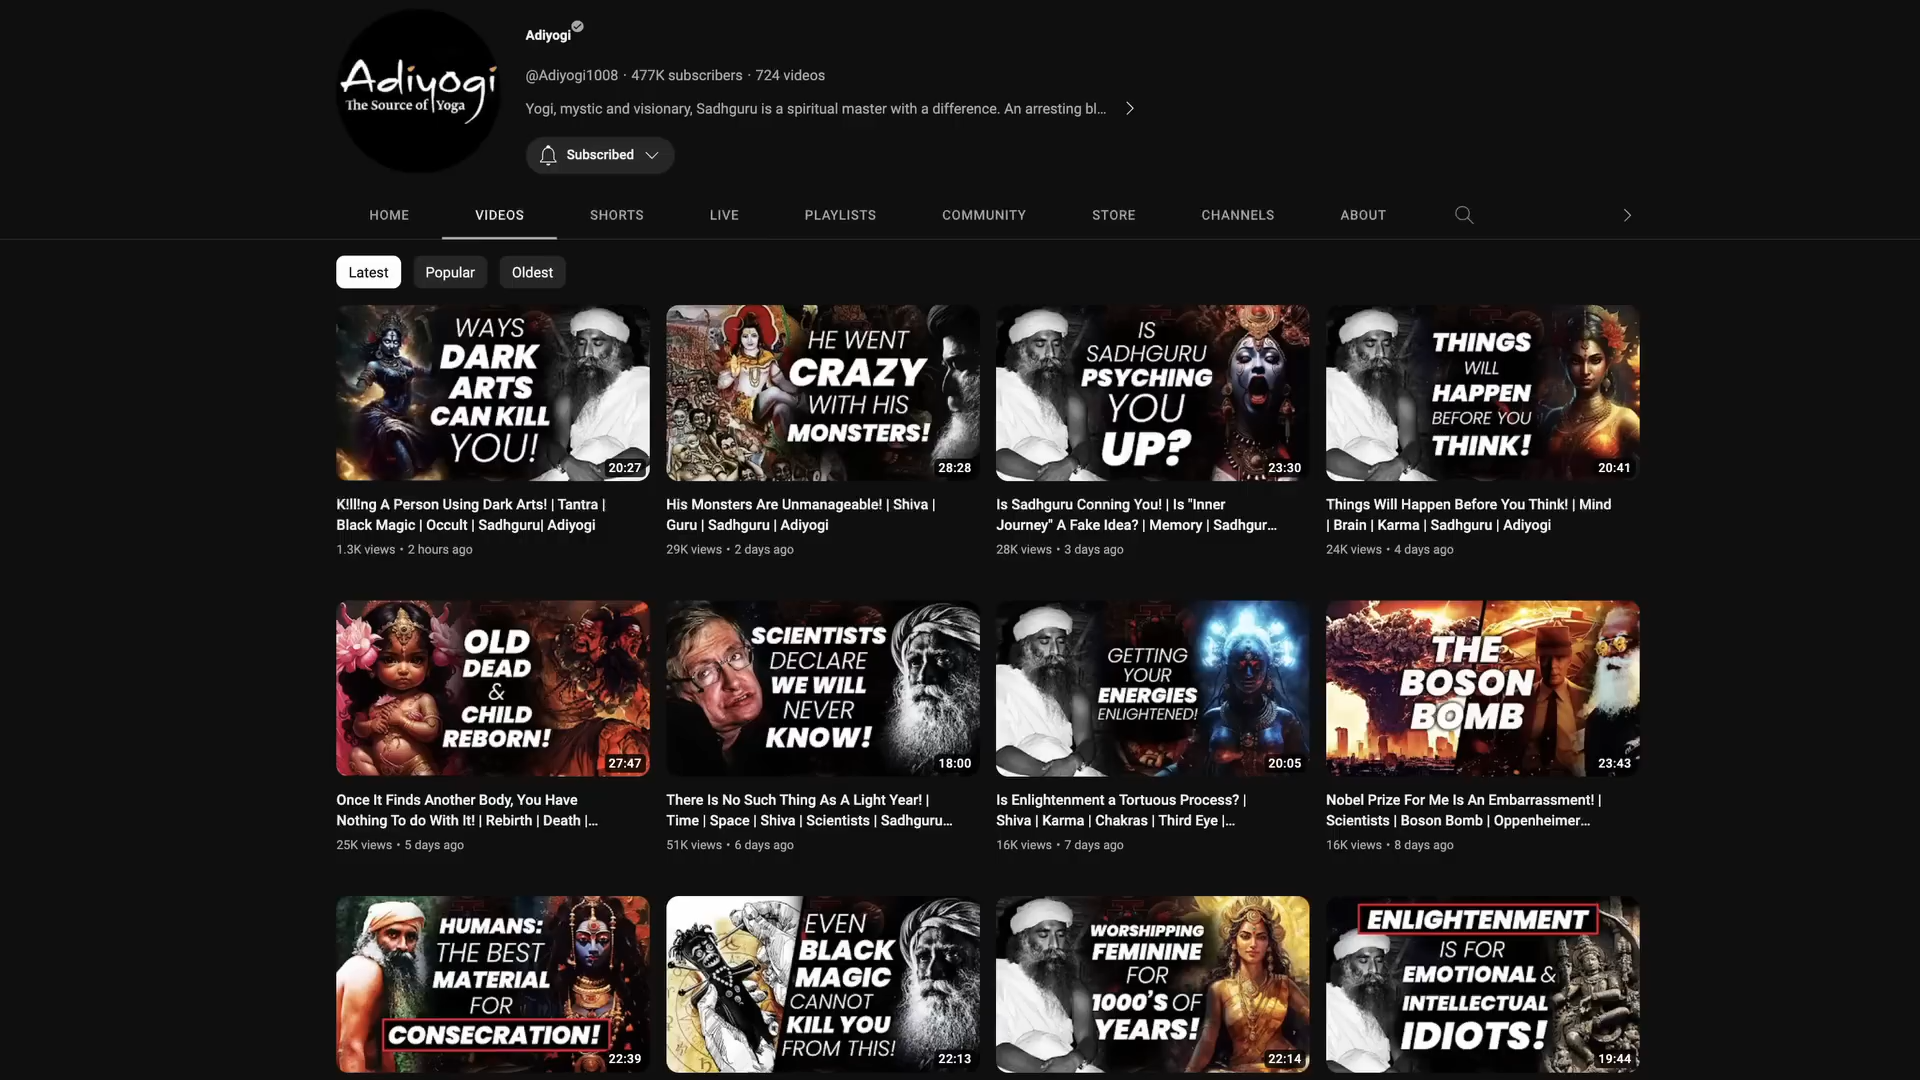 Adiyogi
The Source of Yoga
Adiyogi
@Adiyogi1008 · 477K subscribers · 724 videos
Yogi, mystic and visionary, Sadhguru is a spiritual master with a difference. An arresting bl...
Subscribed
HOME VIDEOS SHORTS LIVE PLAYLISTS COMMUNITY STORE CHANNELS ABOUT
Latest Popular Oldest
WAYS
DARK
ARTS
CAN KILL
YOU!
20:27
HE WENT
CRAZY
WITH HIS
MONSTERS!
28:28
IS
SADHGURU
PSYCHING
YOU
UP?
23:30
THINGS
WILL
HAPPEN
BEFORE YOU
THINK!
20:41
K!ll!ng A Person Using Dark Arts! | Tantra |
Black Magic | Occult | Sadhguru| Adiyogi
1.3K views • 2 hours ago
His Monsters Are Unmanageable! | Shiva |
Guru | Sadhguru | Adiyogi
29K views • 2 days ago
Is Sadhguru Conning You! | Is "Inner
Journey" A Fake Idea? | Memory | Sadhgur...
28K views • 3 days ago
Things Will Happen Before You Think! | Mind
| Brain | Karma | Sadhguru | Adiyogi
24K views • 4 days ago
OLD
DEAD
&
CHILD
REBORN!
27:47
SCIENTISTS
DECLARE
WE WILL
NEVER
KNOW!
18:00
GETTING
YOUR
ENERGIES
ENLIGHTENED!
20:05
THE
BOSON
BOMB
23:43
Once It Finds Another Body, You Have
Nothing To do With It! | Rebirth | Death |...
25K views • 5 days ago
There Is No Such Thing As A Light Year! |
Time | Space | Shiva | Scientists | Sadhguru...
51K views • 6 days ago
Is Enlightenment a Tortuous Process? |
Shiva | Karma | Chakras | Third Eye |...
16K views • 7 days ago
Nobel Prize For Me Is An Embarrassment! |
Scientists | Boson Bomb | Oppenheimer...
16K views • 8 days ago
HUMANS:
THE BEST
MATERIAL
FOR
CONSECRATION!
22:39
EVEN
BLACK
MAGIC
CANNOT
KILL YOU
FROM THIS!
22:13
WORSHIPPING
FEMININE
FOR
1000'S OF
YEARS!
22:14
ENLIGHTENMENT
IS FOR
EMOTIONAL &
INTELLECTUAL
IDIOTS!
19:44